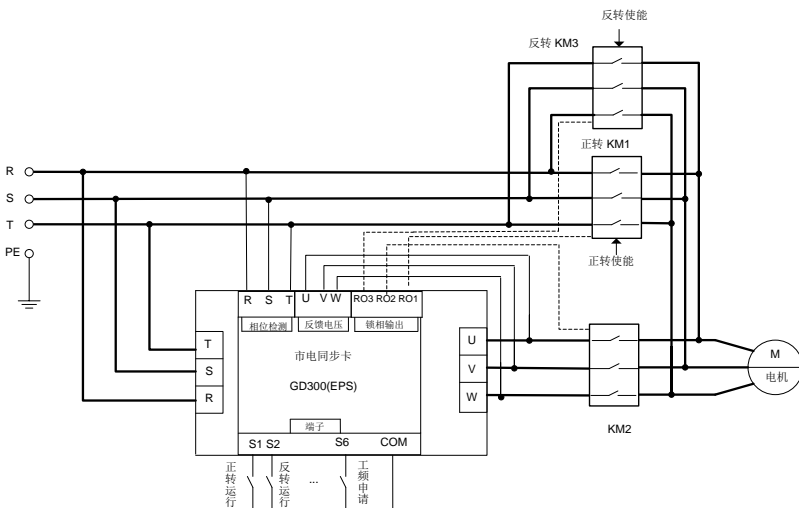 反转使能
反转 KM3
正转 KM1
R
S
T
PE
正转使能
R S T U V W RO3 RO2 RO1
相位检测 反馈电压 锁相输出
T
S
R
市电同步卡
GD300(EPS)
U
V
W
M
电机
KM2
端子
S1 S2 S6 COM
正转运行
反转运行
...
工频申请